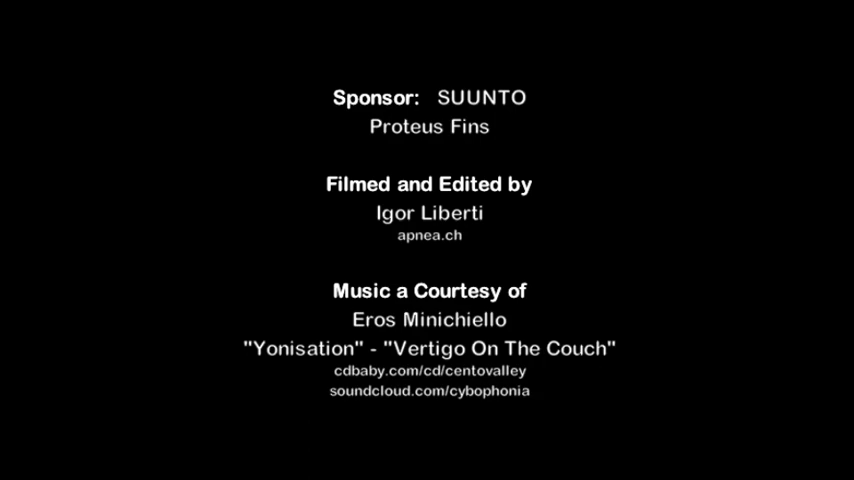 Sponsor: SUUNTO
Proteus Fins
Filmed and Edited by
Igor Liberti
apnea.ch
Music a Courtesy of
Eros Minichiello
"Yonisation" - "Vertigo On The Couch"
cdbaby.com/cd/centovalley
soundcloud.com/cybophonia